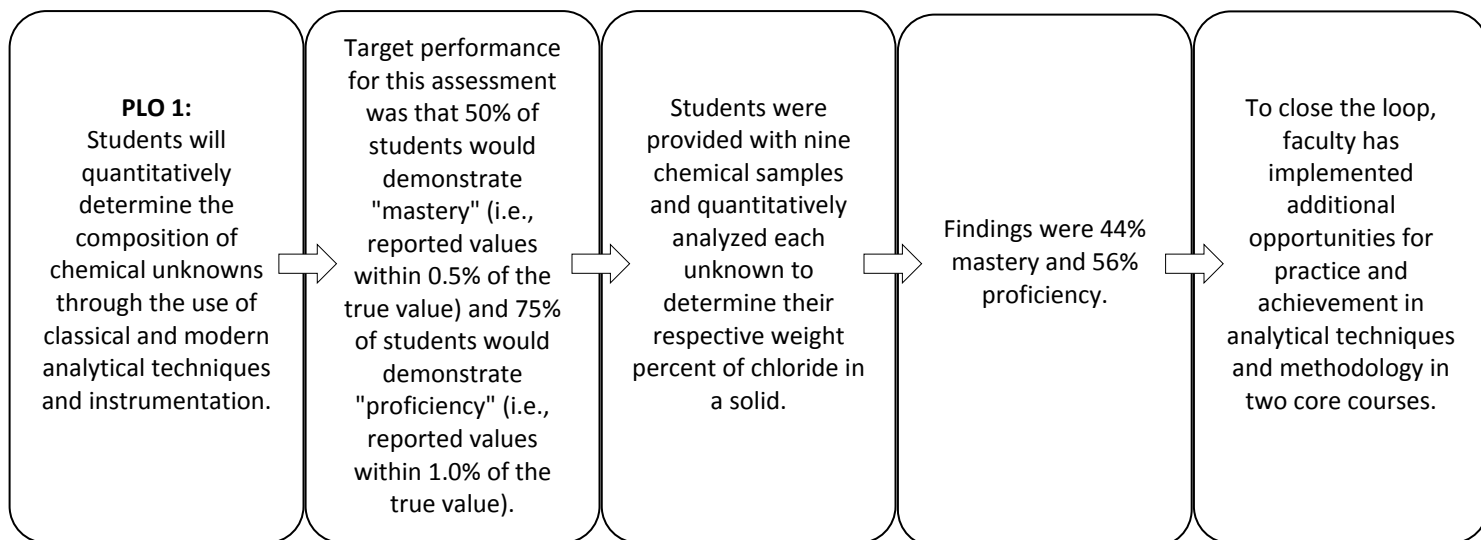 PLO 1:
Students will
quantitatively
determine the
composition of
chemical unknowns
through the use of
classical and modern
analytical techniques
and instrumentation.
Target performance
for this assessment
was that 50% of
students would
demonstrate
"mastery" (i.e.,
reported values
within 0.5% of the
true value) and 75%
of students would
demonstrate
"proficiency" (i.e.,
reported values
within 1.0% of the
true value).
Students were
provided with nine
chemical samples
and quantitatively
analyzed each
unknown to
determine their
respective weight
percent of chloride in
a solid.
Findings were 44%
mastery and 56%
proficiency.
To close the loop,
faculty has
implemented
additional
opportunities for
practice and
achievement in
analytical techniques
and methodology in
two core courses.